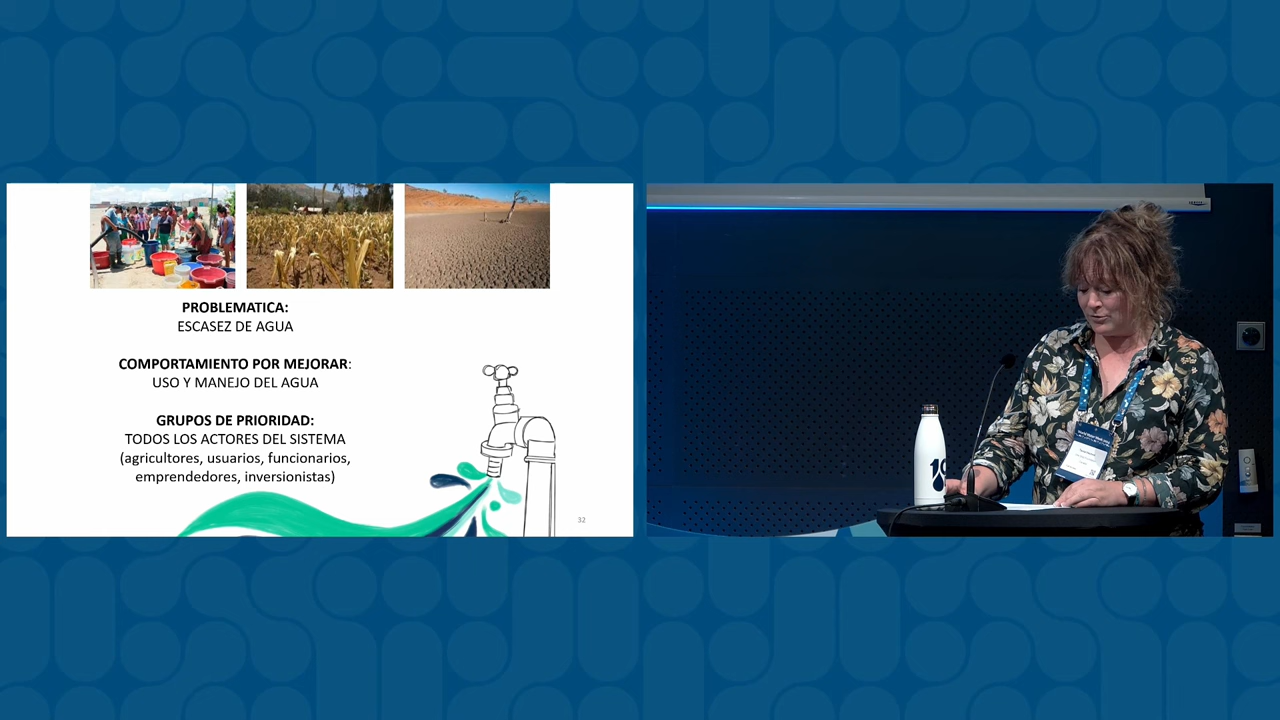 PROBLEMATICA:
ESCASEZ DE AGUA
COMPORTAMIENTO POR MEJORAR:
USO Y MANEJO DEL AGUA
GRUPOS DE PRIORIDAD:
TODOS LOS ACTORES DEL SISTEMA
(agricultores, usuarios, funcionarios,
emprendedores, inversionistas)
32